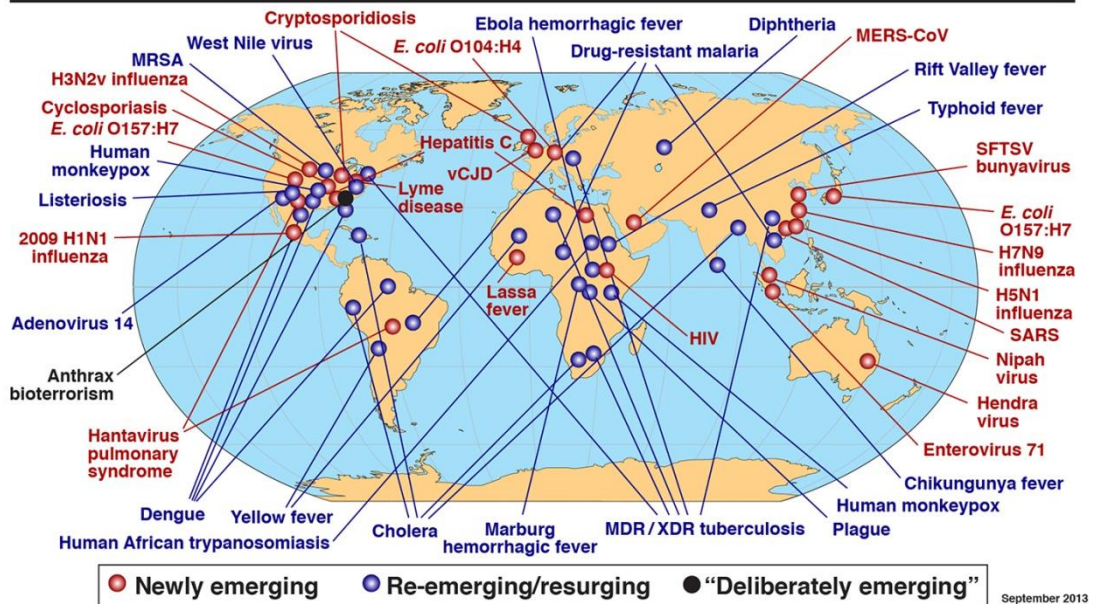 Cryptosporidiosis
Ebola hemorrhagic fever
Diphtheria
West Nile virus
E. coli O104:H4
Drug-resistant malaria
MERS-CoV
MRSA
H3N2v influenza
Rift Valley fever
Cyclosporiasis
Typhoid fever
E. coli O157:H7
Hepatitis C
Human
monkeypox
SFTSV
bunyavirus
vCJD
Listeriosis
Lyme
disease
E. coli
O157:H7
2009 H1N1
influenza
H7N9
influenza
Lassa
fever
H5N1
influenza
Adenovirus 14
SARS
HIV
Nipah
virus
Anthrax
bioterrorism
Hendra
virus
Hantavirus
pulmonary
syndrome
Enterovirus 71
Chikungunya fever
Human monkeypox
Dengue
Yellow fever
Cholera
Marburg
hemorrhagic fever
MDR / XDR tuberculosis
Plague
Human African trypanosomiasis
Newly emerging
Re-emerging/resurging
“Deliberately emerging”
September 2013